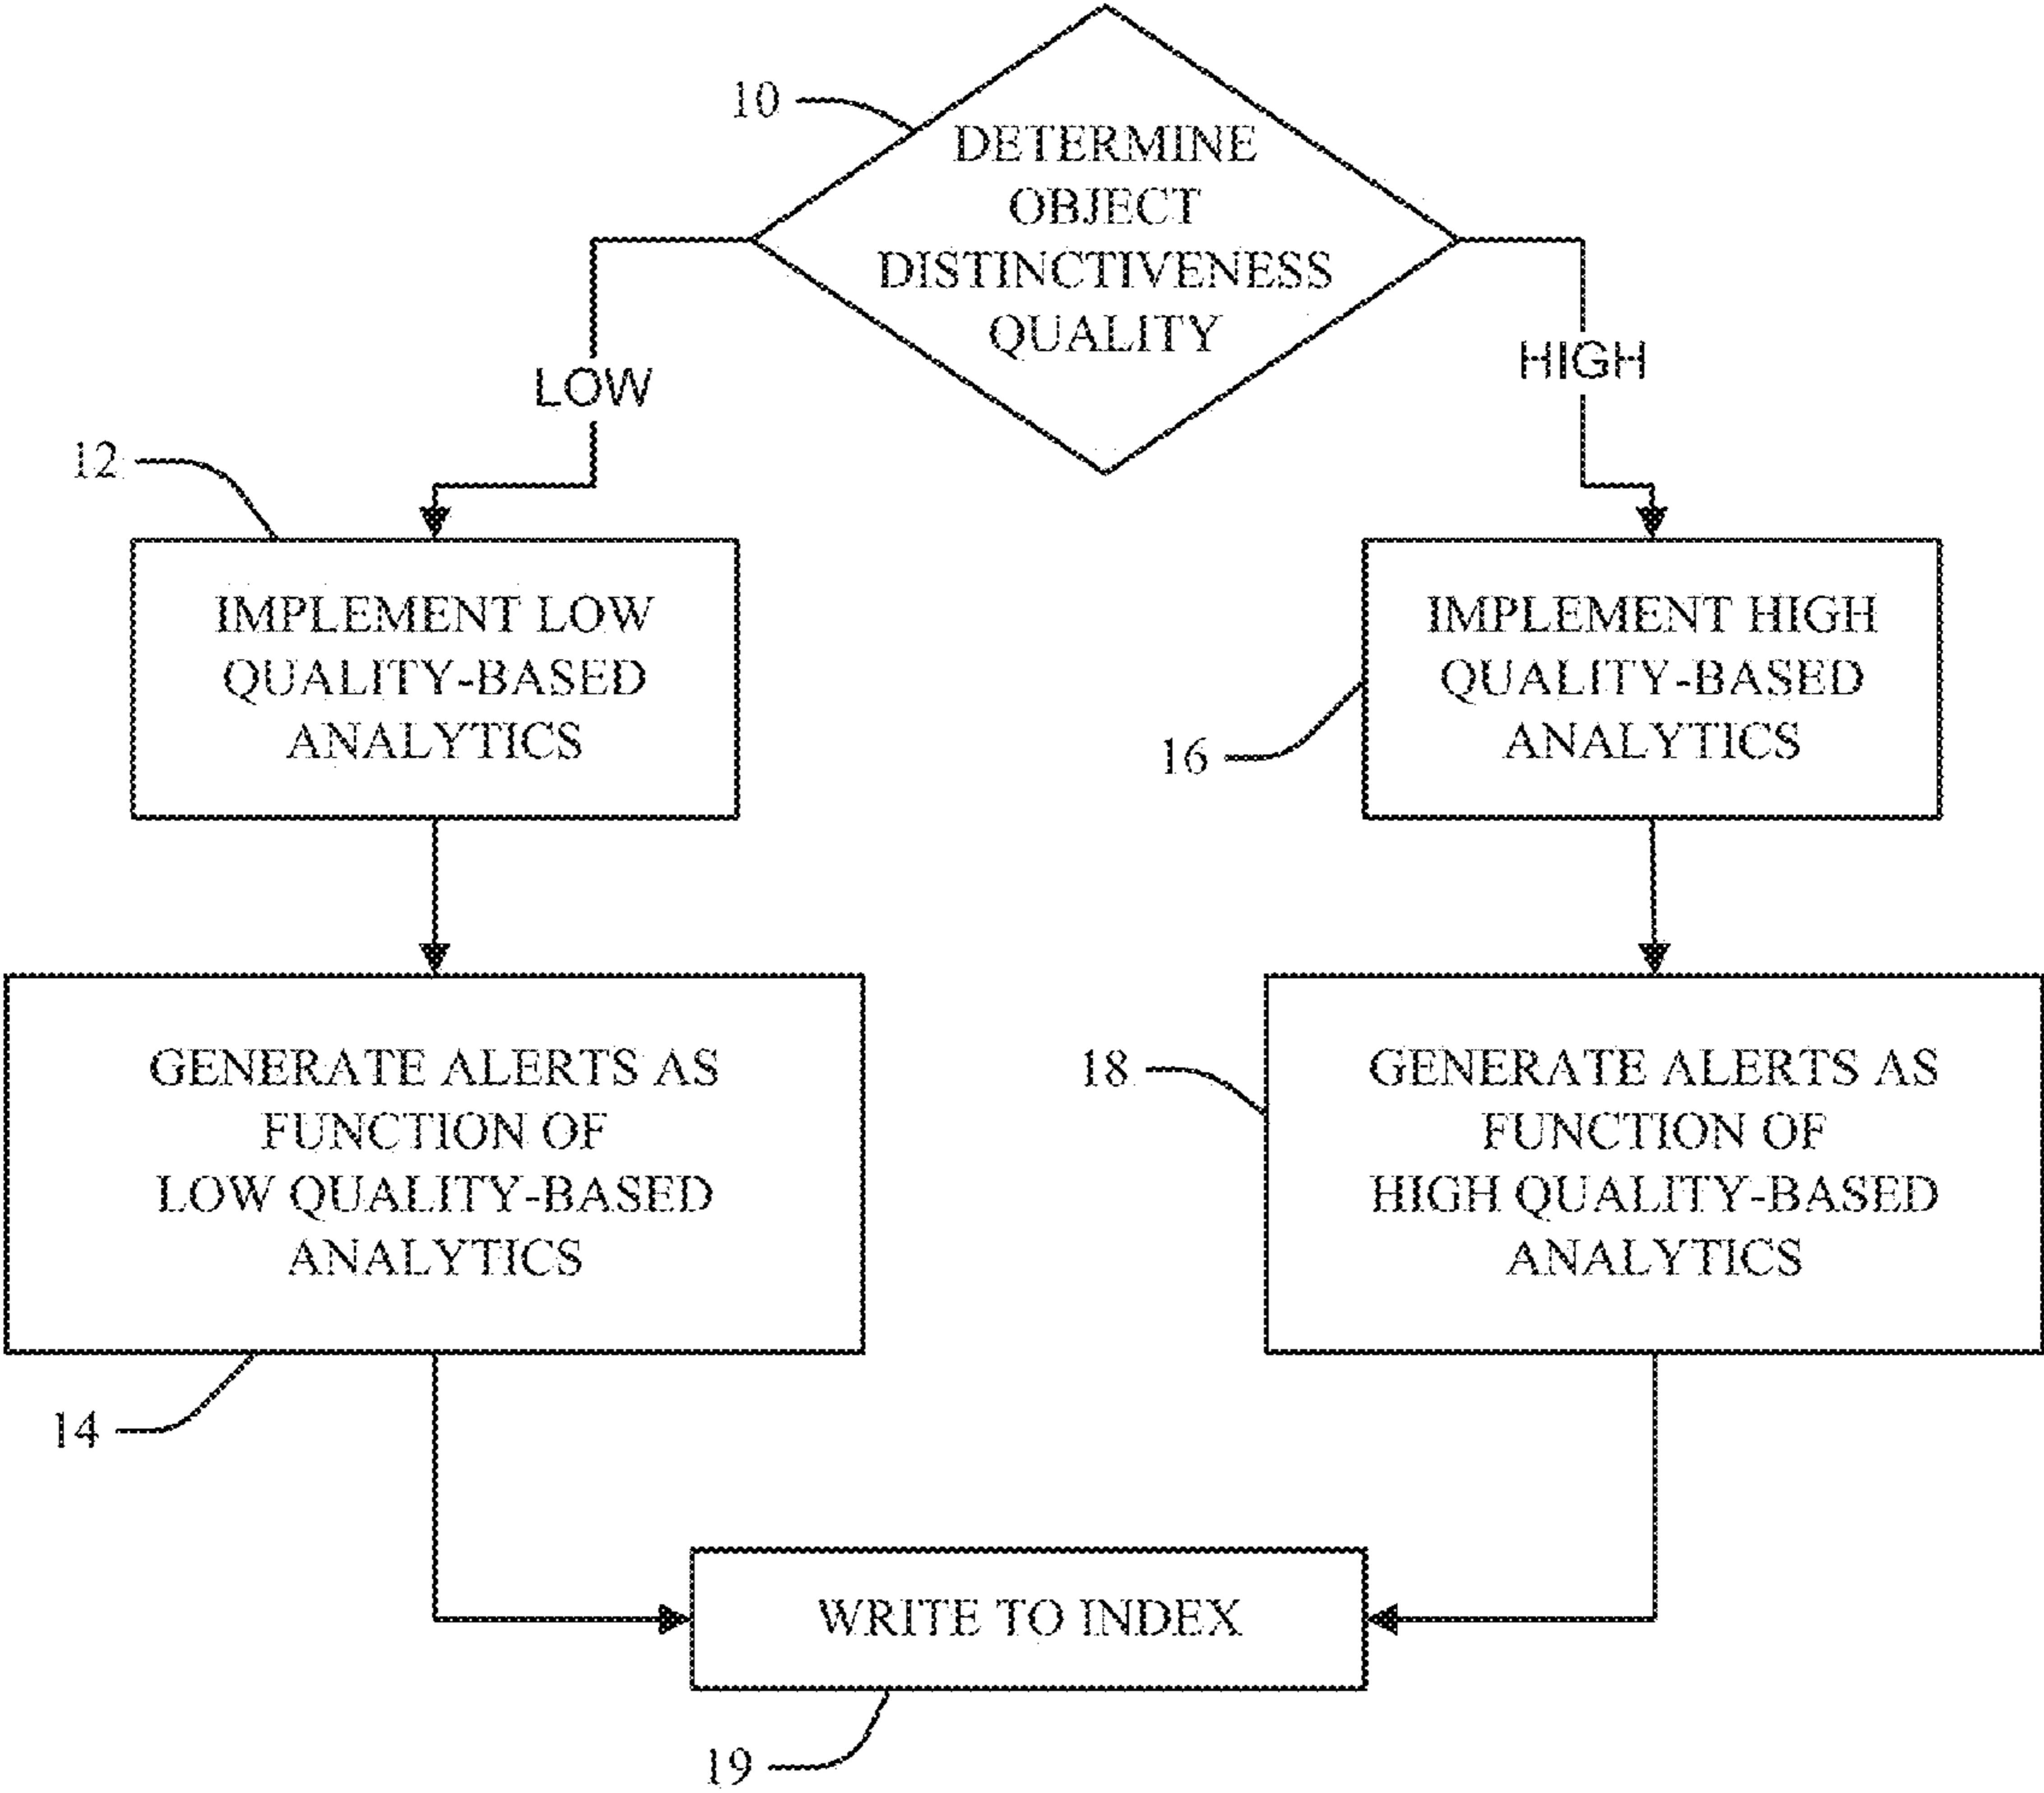 10
DETERMINE
OBJECT
DISTINCTIVENESS
QUALITY
LOW
HIGH
12
IMPLEMENT LOW
QUALITY-BASED
ANALYTICS
IMPLEMENT HIGH
QUALITY-BASED
ANALYTICS
16
GENERATE ALERTS AS
FUNCTION OF
LOW QUALITY-BASED
ANALYTICS
14
18
GENERATE ALERTS AS
FUNCTION OF
HIGH QUALITY-BASED
ANALYTICS
WRITE TO INDEX
19